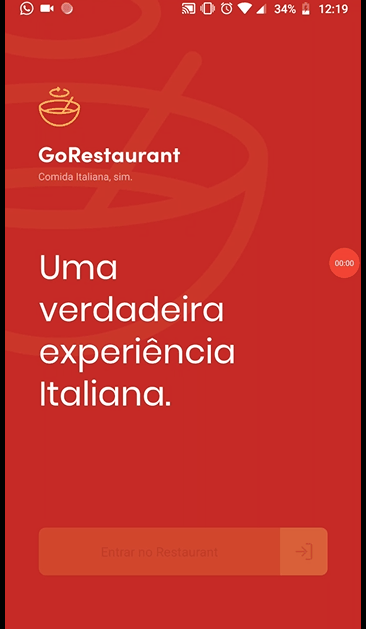 34% 12:19
GoRestaurant
Comida Italiana, sim.
00:00
Uma
verdadeira
experiência
Italiana.
Entrar no Restaurant